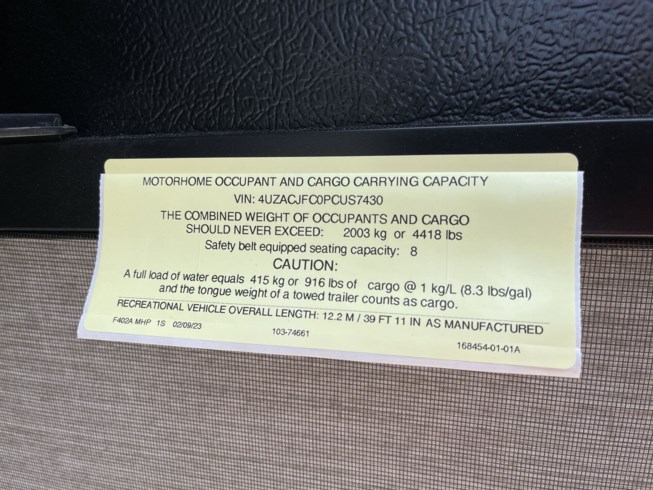 MOTORHOME OCCUPANT AND CARGO CARRYING CAPACITY
VIN: 4UZACJFC0PCUS7430
THE COMBINED WEIGHT OF OCCUPANTS AND CARGO
SHOULD NEVER EXCEED: 2003 kg or 4418 lbs
Safety belt equipped seating capacity: 8
CAUTION:
A full load of water equals 415 kg or 916 lbs of cargo @ 1 kg/L (8.3 lbs/gal)
and the tongue weight of a towed trailer counts as cargo.
RECREATIONAL VEHICLE OVERALL LENGTH: 12.2 M / 39 FT 11 IN AS MANUFACTURED
F402A MHP 1S 02/09/23 103-74661 168454-01-01A